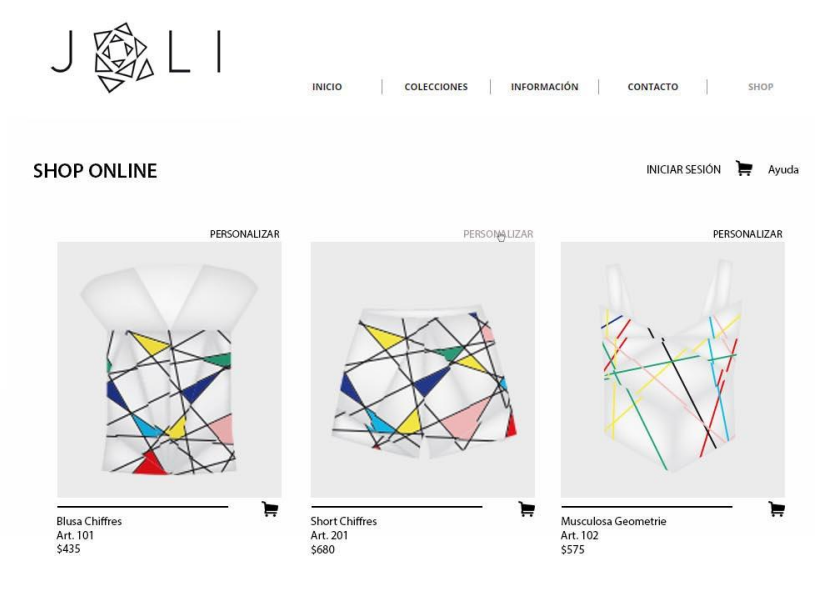 JOLI
INICIO COLECCIONES INFORMACIÓN CONTACTO SHOP
SHOP ONLINE
INICIAR SESIÓN Ayuda
PERSONALIZAR PERSONALIZAR PERSONALIZAR
Blusa Chiffres
Art. 101
$435
Short Chiffres
Art. 201
$680
Musculosa Geometrie
Art. 102
$575